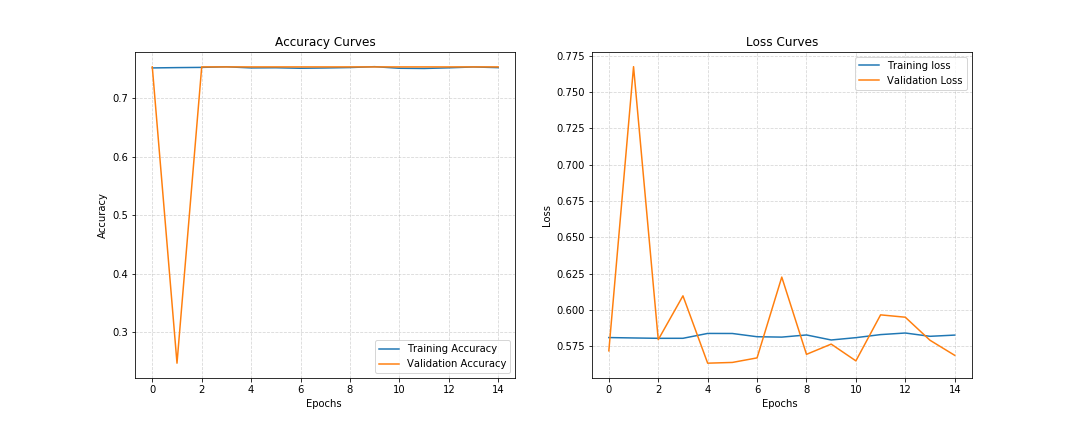 Accuracy Curves
0.7
0.6
0.5
0.4
0.3
Accuracy
Training Accuracy
Validation Accuracy
0 2 4 6 8 10 12 14
Epochs
Loss Curves
0.775
0.750
0.725
0.700
0.675
0.650
0.625
0.600
0.575
Loss
Training loss
Validation Loss
0 2 4 6 8 10 12 14
Epochs